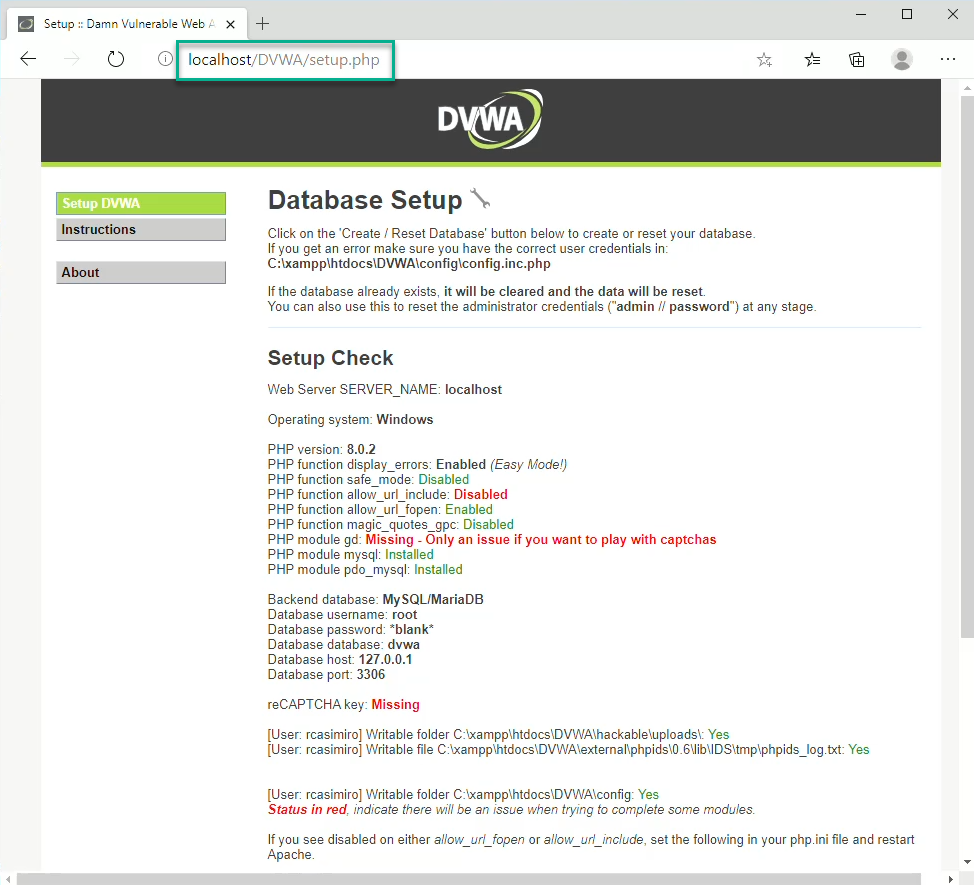 Setup :: Damn Vulnerable Web A
localhost/DVWA/setup.php
DVWA
Setup DVWA
Instructions
About
Database Setup
Click on the 'Create / Reset Database' button below to create or reset your database.
If you get an error make sure you have the correct user credentials in:
C:\xampp\htdocs\DVWA\config\config.inc.php
If the database already exists, it will be cleared and the data will be reset.
You can also use this to reset the administrator credentials ("admin // password") at any stage.
Setup Check
Web Server SERVER_NAME: localhost
Operating system: Windows
PHP version: 8.0.2
PHP function display_errors: Enabled (Easy Mode!)
PHP function safe_mode: Disabled
PHP function allow_url_include: Disabled
PHP function allow_url_fopen: Enabled
PHP function magic_quotes_gpc: Disabled
PHP module gd: Missing - Only an issue if you want to play with captchas
PHP module mysql: Installed
PHP module pdo_mysql: Installed
Backend database: MySQL/MariaDB
Database username: root
Database password: *blank*
Database database: dvwa
Database host: 127.0.0.1
Database port: 3306
reCAPTCHA key: Missing
[User: rcasimiro] Writable folder C:\xampp\htdocs\DVWA\hackable\uploads\: Yes
[User: rcasimiro] Writable file C:\xampp\htdocs\DVWA\external\phpids\0.6\lib\IDS\tmp\phpids_log.txt: Yes
[User: rcasimiro] Writable folder C:\xampp\htdocs\DVWA\config: Yes
Status in red, indicate there will be an issue when trying to complete some modules.
If you see disabled on either allow_url_fopen or allow_url_include, set the following in your php.ini file and restart
Apache.